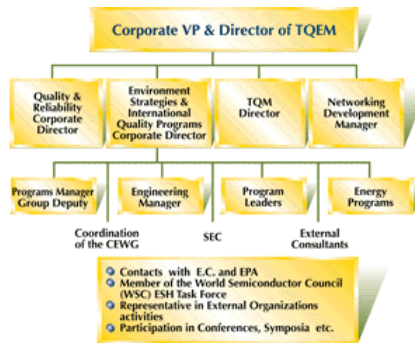 Corporate VP & Director of TQEM
Quality &
Reliability
Corporate
Director
Environment
Strategies &
International
Quality Programs
Corporate Director
TQM
Director
Networking
Development
Manager
Programs Manager
Group Deputy
Engineering
Manager
Program
Leaders
Energy
Programs
Coordination
of the CEWG
SEC
External
Consultants
Contacts with E.C. and EPA
Member of the World Semiconductor Council
(WSC) ESH Task Force
Representative in External Organizations
activities
Participation in Conferences, Symposia etc.